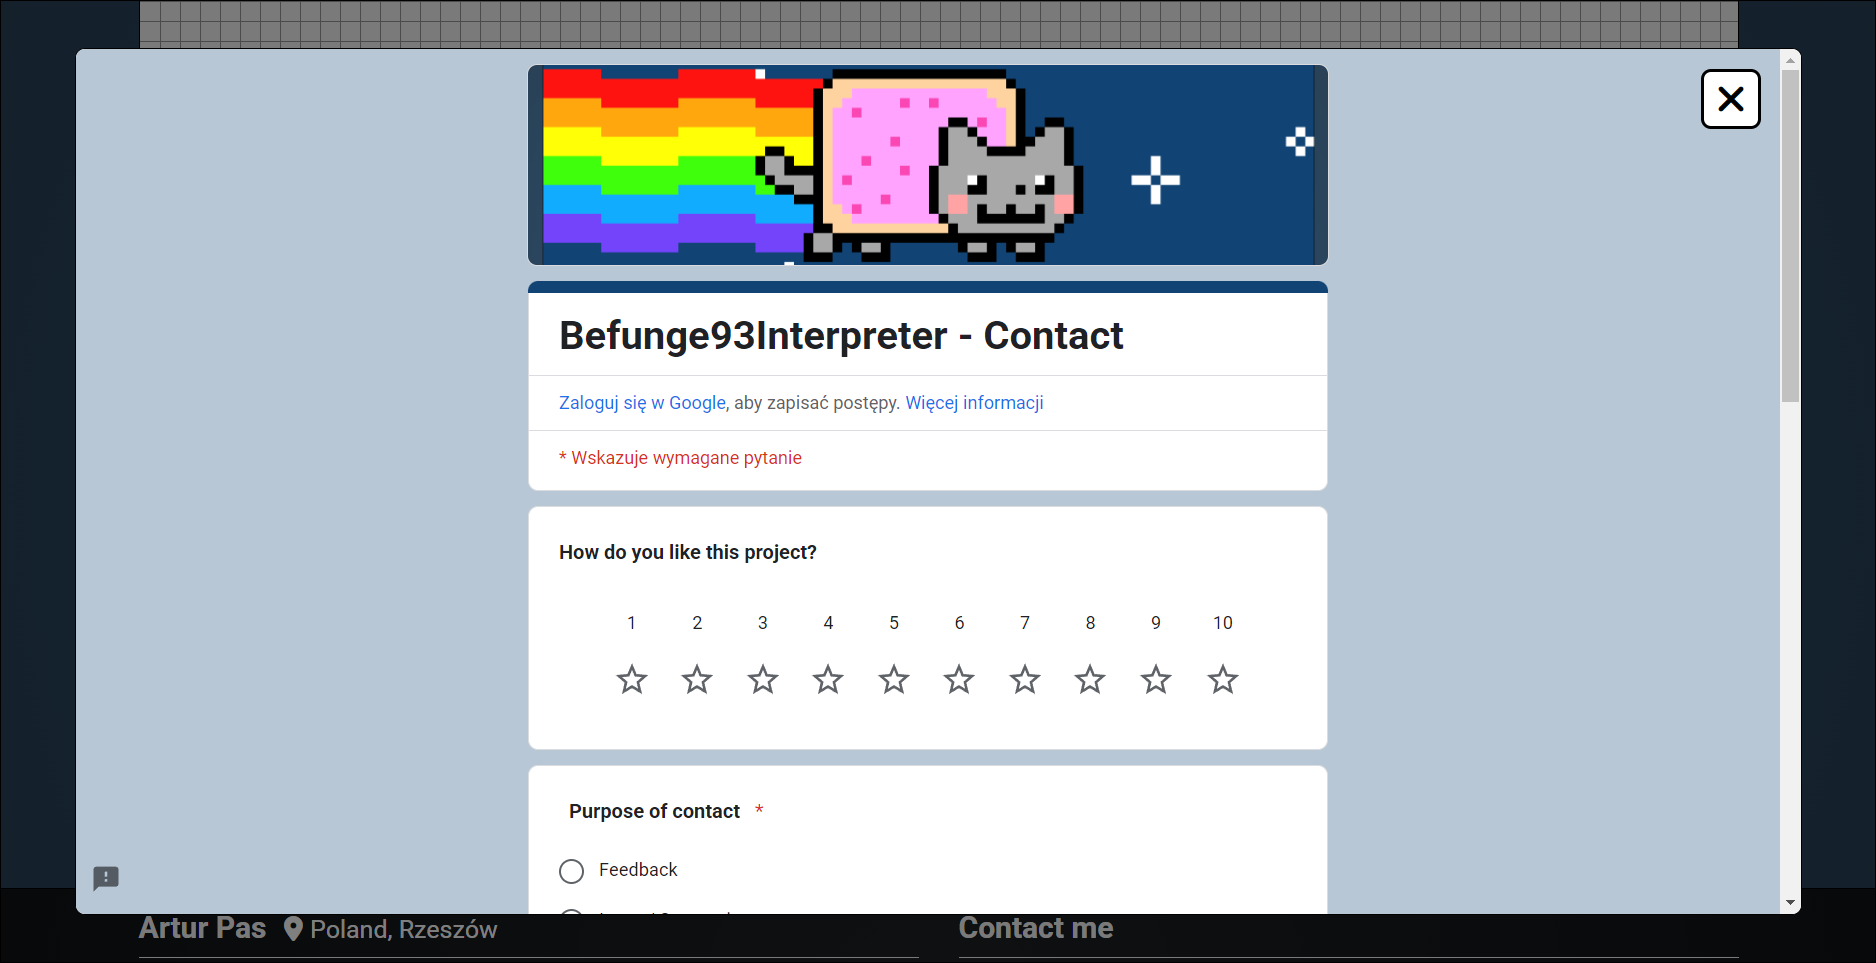 Befunge93Interpreter - Contact
Zaloguj się w Google, aby zapisać postępy. Więcej informacji
* Wskazuje wymagane pytanie
How do you like this project?
1 2 3 4 5 6 7 8 9 10
Purpose of contact *
Feedback
Artur Pas Poland, Rzeszów
Contact me